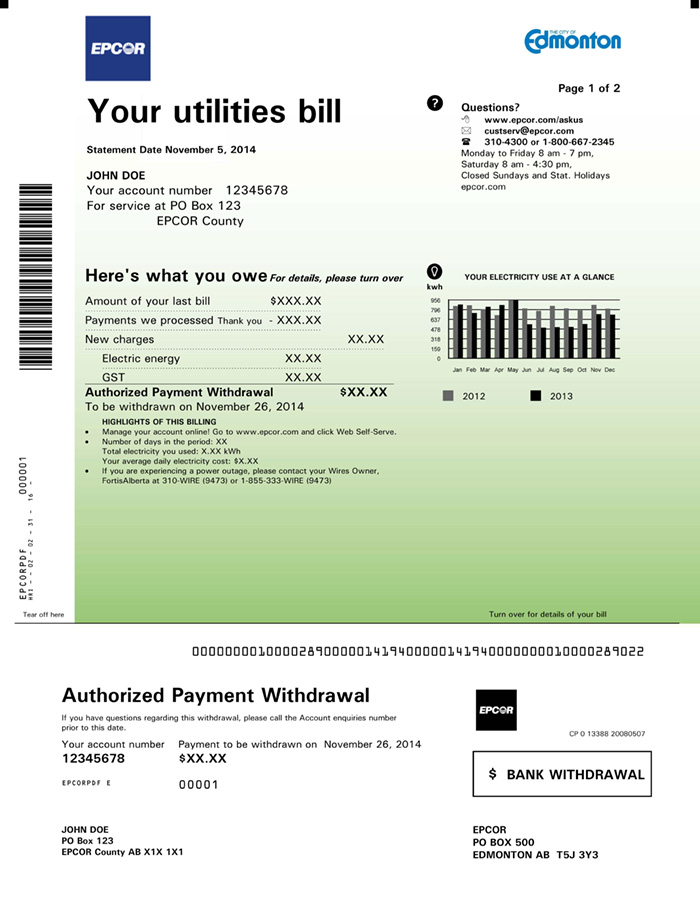 EPCOR
THE CITY OF
Edmonton
Page 1 of 2
Your utilities bill
Statement Date November 5, 2014
JOHN DOE
Your account number 12345678
For service at PO Box 123
EPCOR County
?
Questions?
www.epcor.com/askus
custserv@epcor.com
310-4300 or 1-800-667-2345
Monday to Friday 8 am - 7 pm,
Saturday 8 am - 4:30 pm,
Closed Sundays and Stat. Holidays
epcor.com
Here's what you owe For details, please turn over
Amount of your last bill $XXX.XX
Payments we processed Thank you - XXX.XX
New charges XX.XX
Electric energy XX.XX
GST XX.XX
Authorized Payment Withdrawal $XX.XX
To be withdrawn on November 26, 2014
HIGHLIGHTS OF THIS BILLING
• Manage your account online! Go to www.epcor.com and click Web Self-Serve.
• Number of days in the period: XX
Total electricity you used: X.XX kWh
Your average daily electricity cost: $X.XX
• If you are experiencing a power outage, please contact your Wires Owner,
FortisAlberta at 310-WIRE (9473) or 1-855-333-WIRE (9473)
YOUR ELECTRICITY USE AT A GLANCE
kwh
956
796
637
478
318
159
0
Jan Feb Mar Apr May Jun Jul Aug Sep Oct Nov Dec
2012 2013
000001
EPCORPDF
HRI - - 02 - 02 - 31 - 16 -
Tear off here
Turn over for details of your bill
00000000100002890000014194000001419400000000010000289022
Authorized Payment Withdrawal
If you have questions regarding this withdrawal, please call the Account enquiries number
prior to this date.
Your account number Payment to be withdrawn on November 26, 2014
12345678 $XX.XX
EPCORPDF E 00001
EPCOR
CP 0 13388 20080507
$ BANK WITHDRAWAL
JOHN DOE
PO Box 123
EPCOR County AB X1X 1X1
EPCOR
PO BOX 500
EDMONTON AB T5J 3Y3